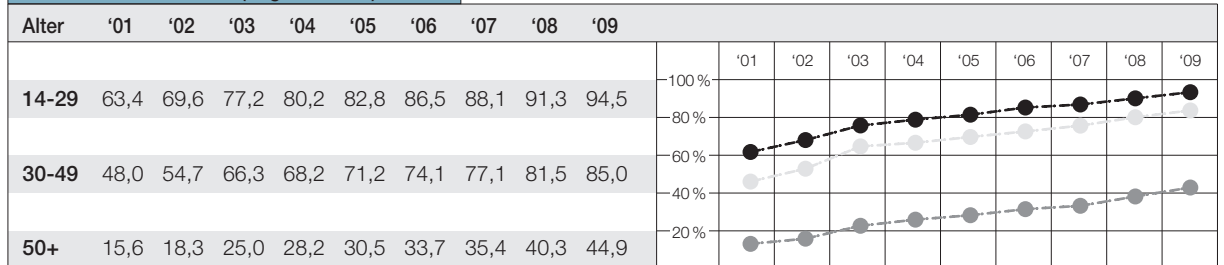 Alter ‘01 ‘02 ‘03 ‘04 ‘05 ‘06 ‘07 ‘08 ‘09
‘01 ‘02 ‘03 ‘04 ‘05 ‘06 ‘07 ‘08 ‘09
100 %
14-29 63,4 69,6 77,2 80,2 82,8 86,5 88,1 91,3 94,5
80 %
60 %
30-49 48,0 54,7 66,3 68,2 71,2 74,1 77,1 81,5 85,0
40 %
20 %
50+ 15,6 18,3 25,0 28,2 30,5 33,7 35,4 40,3 44,9